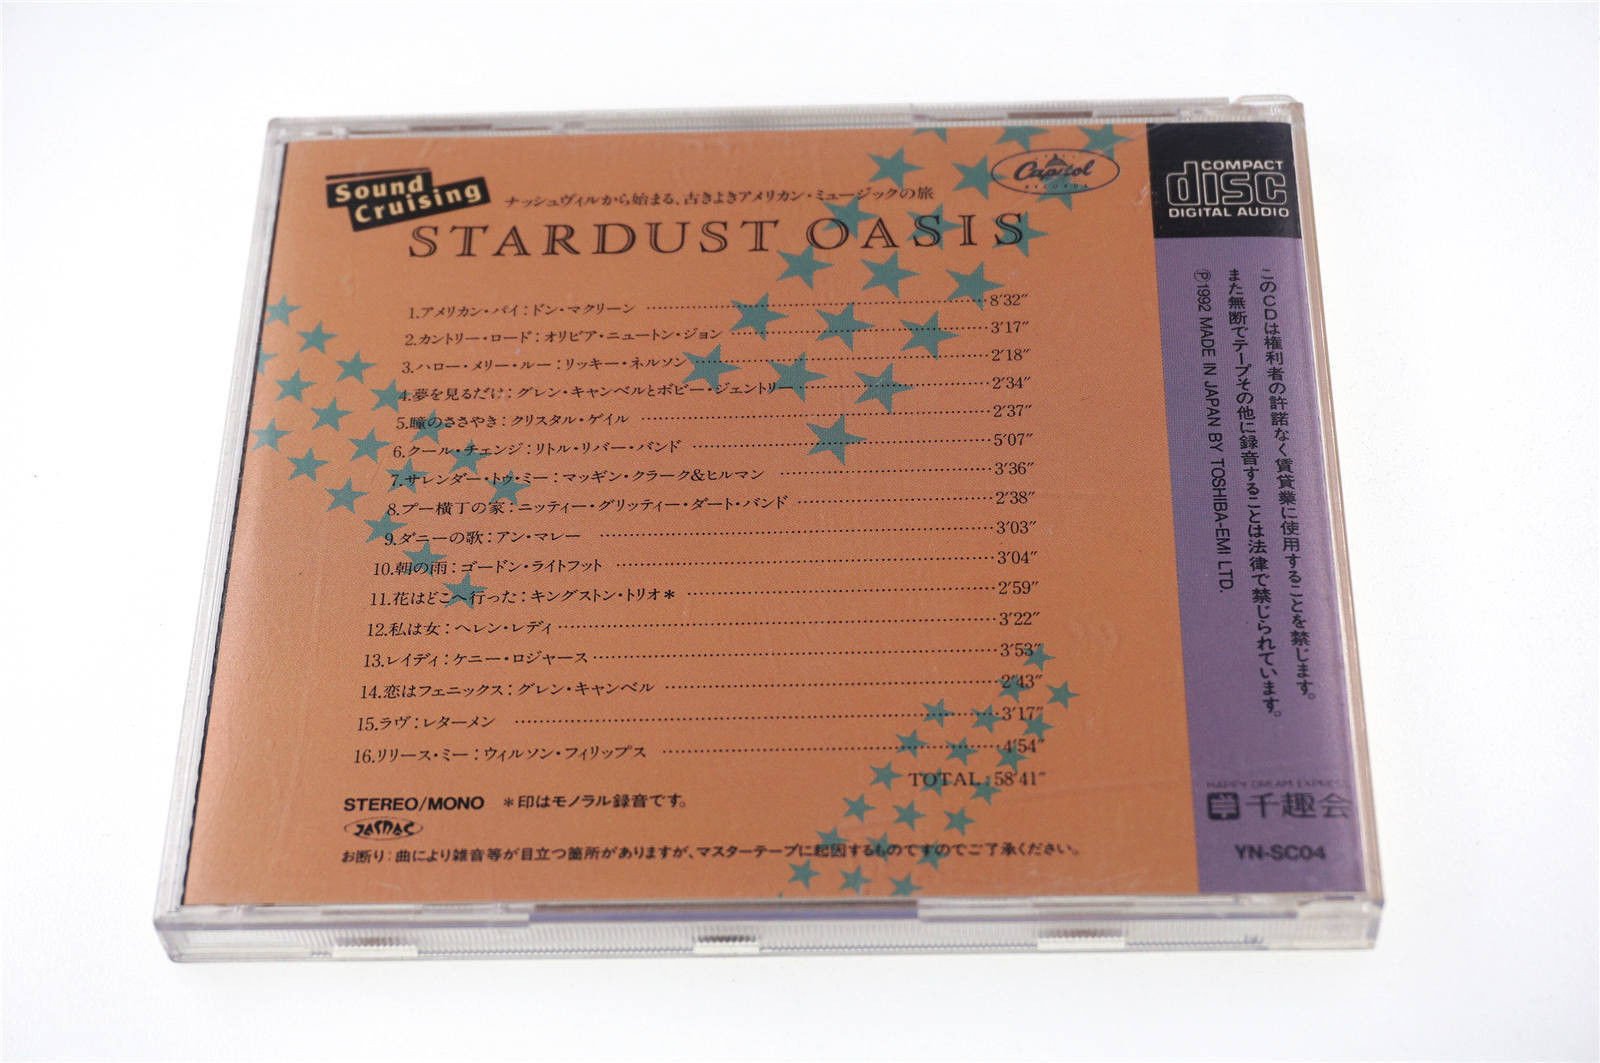 Sound
Cruising
ナッシュヴィルから始まる、古きよきアメリカン・ミュージックの旅
Capitol
RECORDS
STARDUST OASIS
1.アメリカン・パイ：ドン・マクリーン ……… 8′32″
2.カントリー・ロード：オリビア・ニュートン・ジョン ……… 3′17″
3.ハロー・メリー・ルー：リッキー・ネルソン ……… 2′18″
4.夢を見るだけ：グレン・キャンベルとボビー・ジェントリー ……… 2′34″
5.瞳のささやき：クリスタル・ゲイル ……… 2′37″
6.クール・チェンジ：リトル・リバー・バンド ……… 5′07″
7.サレンダー・トゥ・ミー：マッギン・クラーク&ヒルマン ……… 3′36″
8.プー横丁の家：ニッティー・グリッティー・ダート・バンド ……… 2′38″
9.ダニーの歌：アン・マレー ……… 3′03″
10.朝の雨：ゴードン・ライトフット ……… 3′04″
11.花はどこへ行った：キングストン・トリオ＊ ……… 2′59″
12.私は女：ヘレン・レディ ……… 3′22″
13.レイディ：ケニー・ロジャース ……… 3′53″
14.恋はフェニックス：グレン・キャンベル ……… 2′43″
15.ラヴ：レターメン ……… 3′17″
16.リリース・ミー：ウィルソン・フィリップス ……… 4′54″
TOTAL：58′41″
STEREO/MONO ＊印はモノラル録音です。
JASRAC
お断り：曲により雑音等が目立つ箇所がありますが、マスターテープに起因するものですのでご了承ください。
COMPACT
disc
DIGITAL AUDIO
このCDは権利者の許諾なく賃貸業に使用することを禁じます。
また無断でテープその他に録音することは法律で禁じられています。
℗1992 MADE IN JAPAN BY TOSHIBA-EMI LTD.
HAPPY DREAM EXPRESS
千趣会
YN-SC04